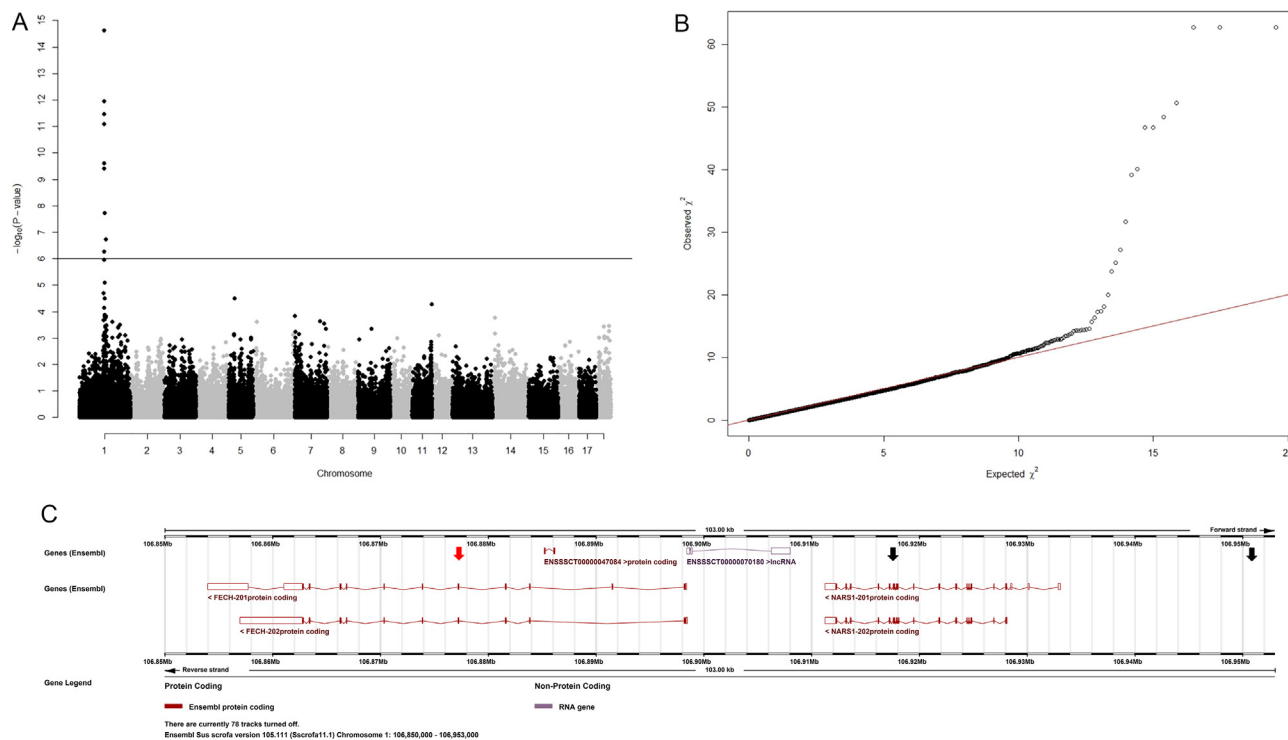 A
15
14
13
12
11
10
9
8
7
6
5
4
3
2
1
0
−log10(P−value)
1 2 3 4 5 6 7 8 9 10 11 12 13 14 15 16 17
Chromosome
B
60
50
40
30
20
10
0
Observed χ2
0 5 10 15 20
Expected χ2
C
103.00 kb Forward strand
106.85Mb 106.86Mb 106.87Mb 106.88Mb 106.89Mb 106.90Mb 106.91Mb 106.92Mb 106.93Mb 106.94Mb 106.95Mb
Genes (Ensembl)
ENSSSCT00000047084 >protein coding ENSSSCT00000070180 >lncRNA
Genes (Ensembl)
< FECH-201protein coding < NARS1-201protein coding
< FECH-202protein coding < NARS1-202protein coding
106.85Mb 106.86Mb 106.87Mb 106.88Mb 106.89Mb 106.90Mb 106.91Mb 106.92Mb 106.93Mb 106.94Mb 106.95Mb
Reverse strand 103.00 kb
Gene Legend
Protein Coding Non-Protein Coding
Ensembl protein coding RNA gene
There are currently 78 tracks turned off.
Ensembl Sus scrofa version 105.111 (Sscrofa11.1) Chromosome 1: 106,850,000 - 106,953,000